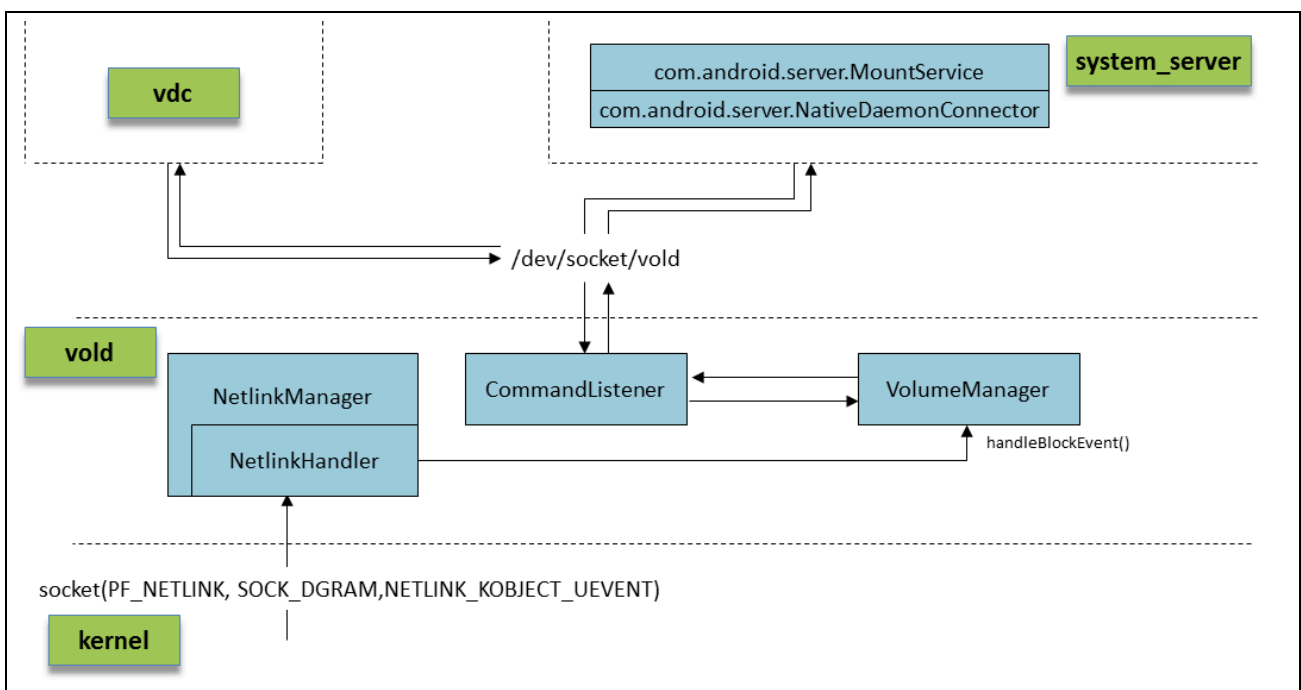 system_server
com.android.server.MountService
vdc
com.android.server.NativeDaemonConnector
/dev/socket/vold
vold
NetlinkManager
CommandListener
VolumeManager
handleBlockEvent()
NetlinkHandler
socket(PF_NETLINK, SOCK_DGRAM,NETLINK_KOBJECT_UEVENT)
kernel